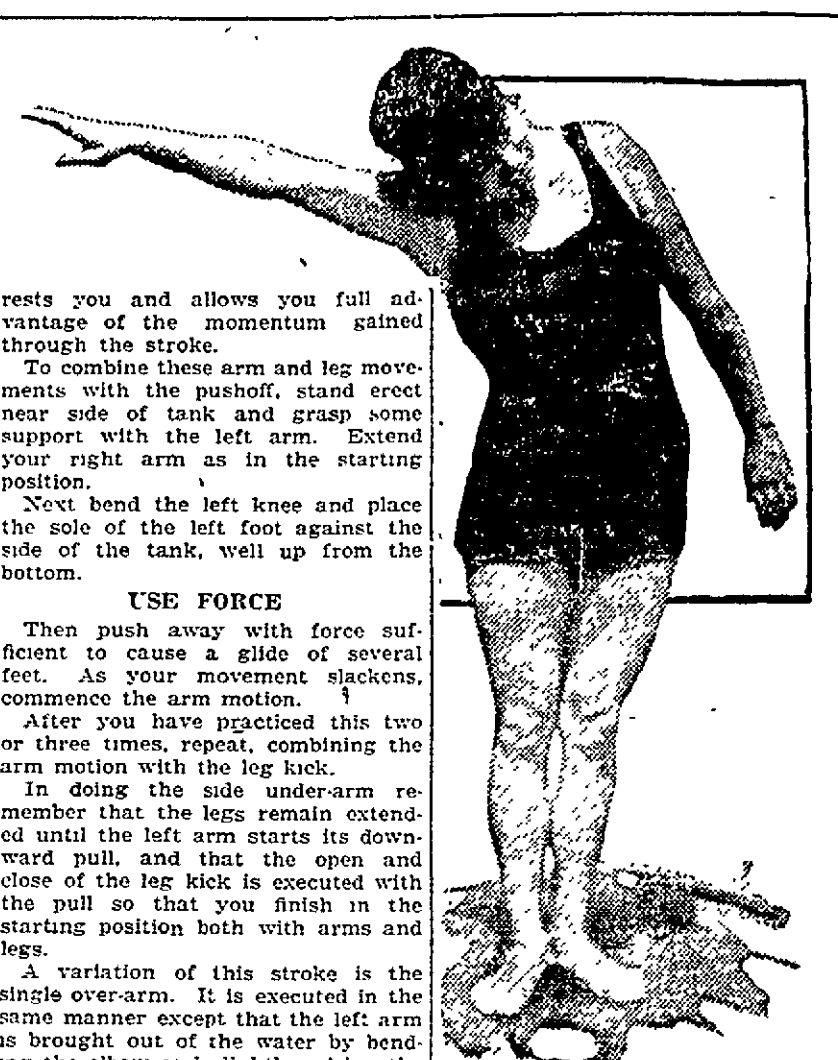 rests you and allows you full ad-
vantage of the momentum gained
through the stroke.
To combine these arm and leg move-
ments with the pushoff, stand erect
near side of tank and grasp some
support with the left arm. Extend
your right arm as in the starting
position.
Next bend the left knee and place
the sole of the left foot against the
side of the tank, well up from the
bottom.
USE FORCE
Then push away with force suf-
ficient to cause a glide of several
feet. As your movement slackens,
commence the arm motion.
After you have practiced this two
or three times, repeat, combining the
arm motion with the leg kick.
In doing the side under-arm re-
member that the legs remain extend-
ed until the left arm starts its down-
ward pull, and that the open and
close of the leg kick is executed with
the pull so that you finish in the
starting position both with arms and
legs.
A variation of this stroke is the
single over-arm. It is executed in the
same manner except that the left arm
is brought out of the water by bend-